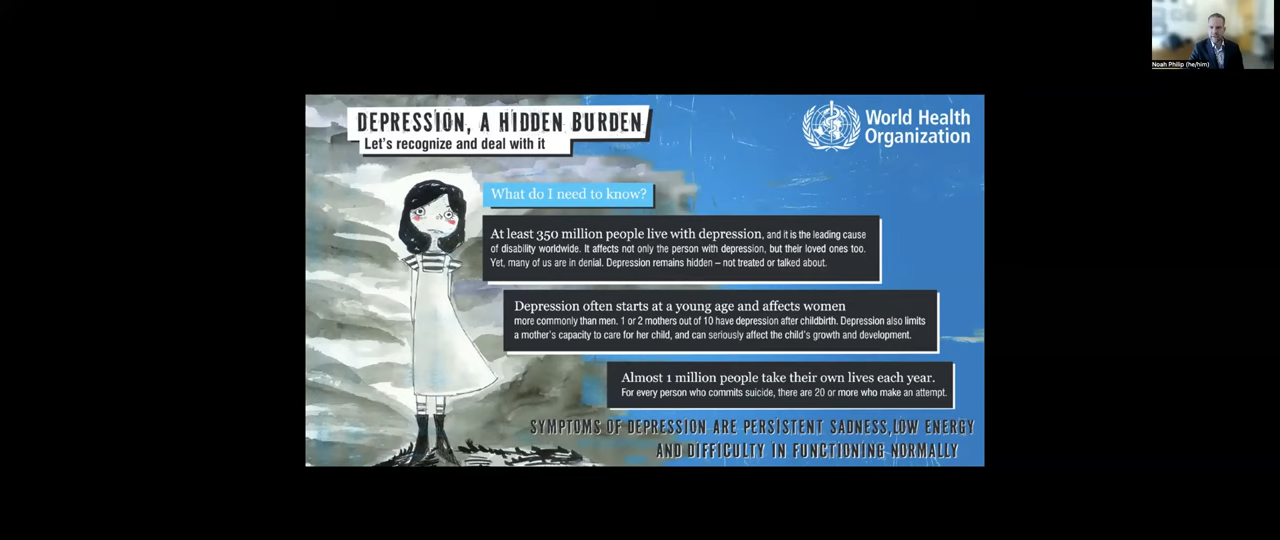 Noah Philip (he/him)
DEPRESSION, A HIDDEN BURDEN
Let's recognize and deal with it
World Health
Organization
What do I need to know?
At least 350 million people live with depression, and it is the leading cause
of disability worldwide. It affects not only the person with depression, but their loved ones too.
Yet, many of us are in denial. Depression remains hidden – not treated or talked about.
Depression often starts at a young age and affects women
more commonly than men. 1 or 2 mothers out of 10 have depression after childbirth. Depression also limits
a mother's capacity to care for her child, and can seriously affect the child's growth and development.
Almost 1 million people take their own lives each year.
For every person who commits suicide, there are 20 or more who make an attempt.
SYMPTOMS OF DEPRESSION ARE PERSISTENT SADNESS,LOW ENERGY
AND DIFFICULTY IN FUNCTIONING NORMALLY